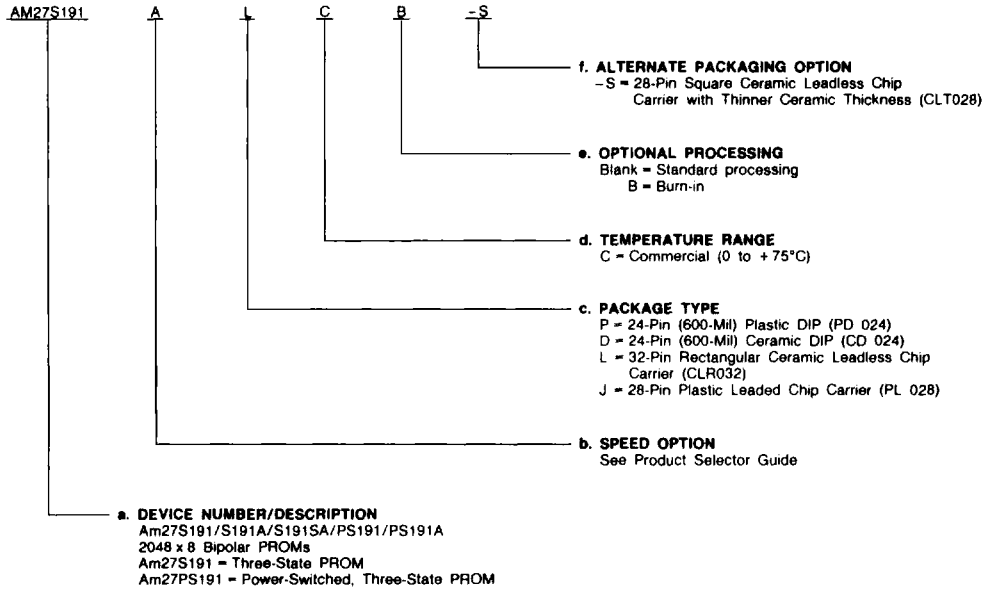 AM27S191 A L C B -S
f. ALTERNATE PACKAGING OPTION
-S = 28-Pin Square Ceramic Leadless Chip
Carrier with Thinner Ceramic Thickness (CLT028)
e. OPTIONAL PROCESSING
Blank = Standard processing
B = Burn-in
d. TEMPERATURE RANGE
C = Commercial (0 to +75°C)
c. PACKAGE TYPE
P = 24-Pin (600-Mil) Plastic DIP (PD 024)
D = 24-Pin (600-Mil) Ceramic DIP (CD 024)
L = 32-Pin Rectangular Ceramic Leadless Chip
Carrier (CLR032)
J = 28-Pin Plastic Leaded Chip Carrier (PL 028)
b. SPEED OPTION
See Product Selector Guide
a. DEVICE NUMBER/DESCRIPTION
Am27S191/S191A/S191SA/PS191/PS191A
2048 x 8 Bipolar PROMs
Am27S191 = Three-State PROM
Am27PS191 = Power-Switched, Three-State PROM